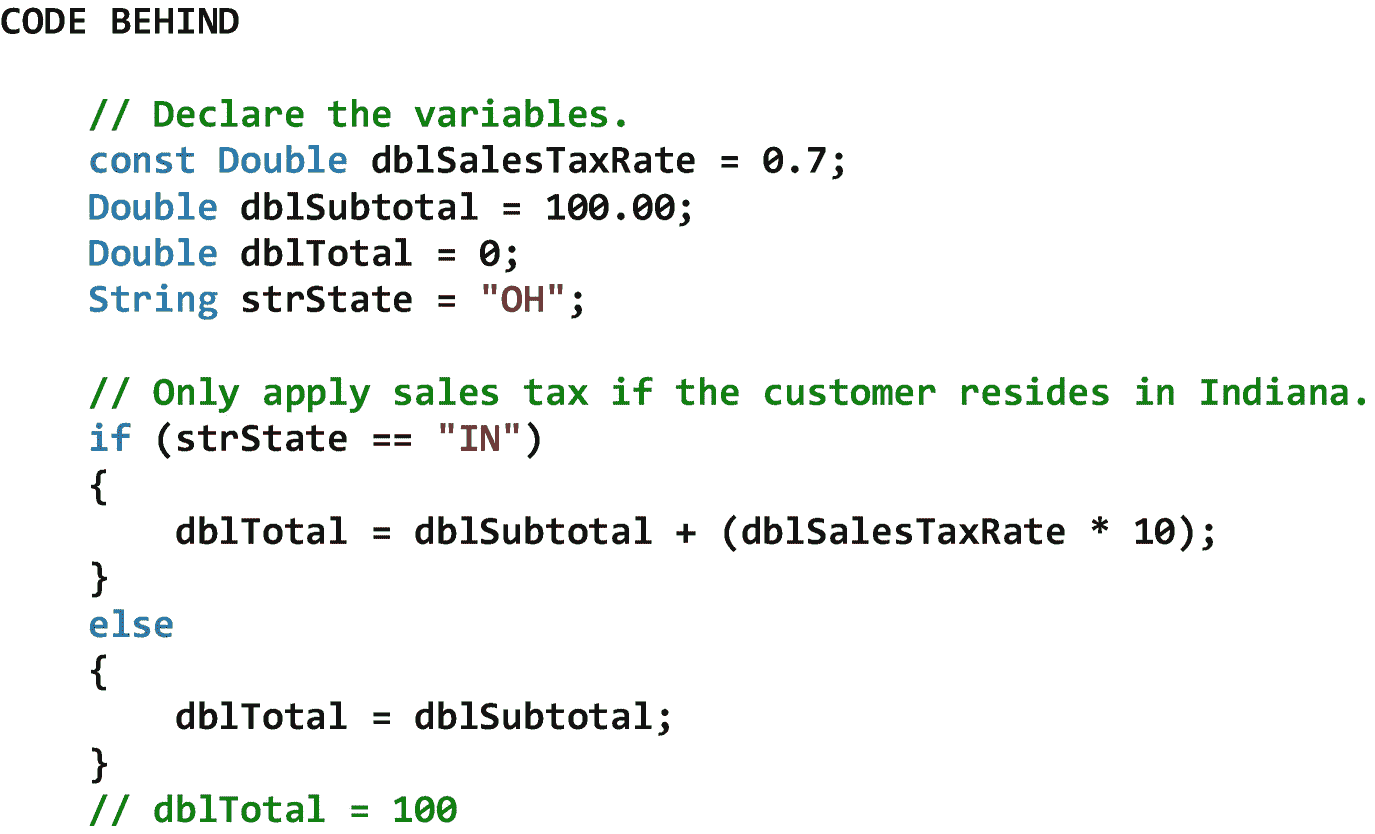 CODE BEHIND
// Declare the variables.
const Double dblSalesTaxRate = 0.7;
Double dblSubtotal = 100.00;
Double dblTotal = 0;
String strState = "OH";
// Only apply sales tax if the customer resides in Indiana.
if (strState == "IN")
{
dblTotal = dblSubtotal + (dblSalesTaxRate * 10);
}
else
{
dblTotal = dblSubtotal;
}
// dblTotal = 100